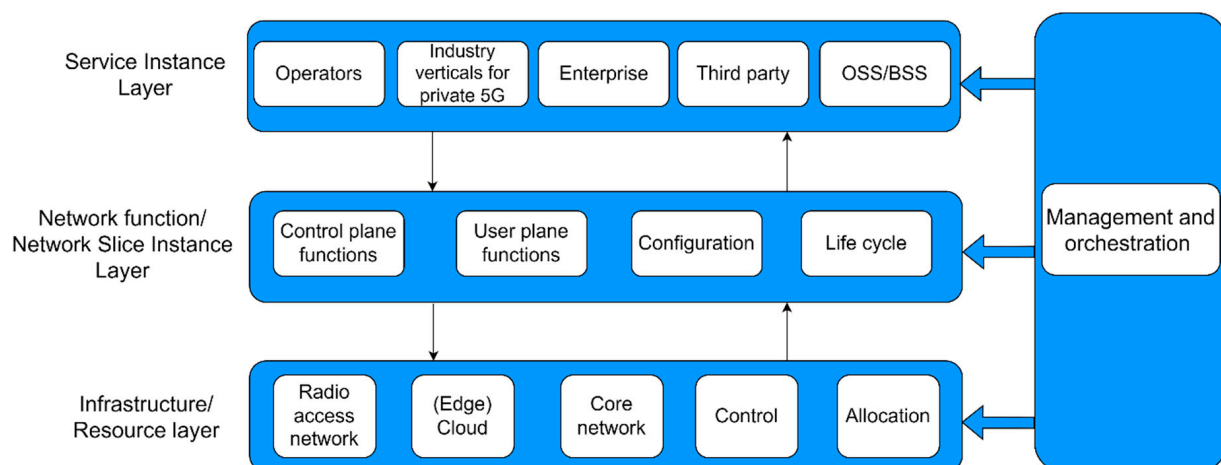 Service Instance
Layer
Operators
Industry
verticals for
private 5G
Enterprise
Third party
OSS/BSS
Network function/
Network Slice Instance
Layer
Control plane
functions
User plane
functions
Configuration
Life cycle
Management and
orchestration
Infrastructure/
Resource layer
Radio
access
network
(Edge)
Cloud
Core
network
Control
Allocation